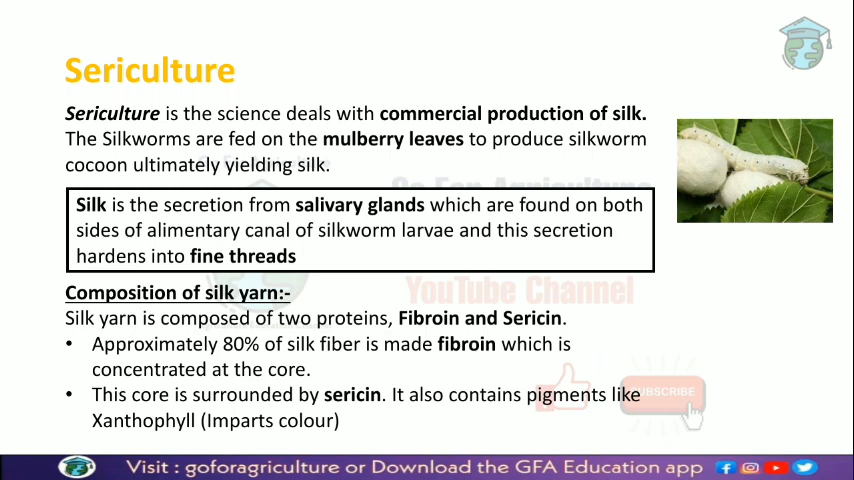 Sericulture
Sericulture is the science deals with commercial production of silk.
The Silkworms are fed on the mulberry leaves to produce silkworm
cocoon ultimately yielding silk.
Go For Agriculture
Silk is the secretion from salivary glands which are found on both
sides of alimentary canal of silkworm larvae and this secretion
hardens into fine threads
YouTube Channel
Composition of silk yarn:-
Silk yarn is composed of two proteins, Fibroin and Sericin.
• Approximately 80% of silk fiber is made fibroin which is
concentrated at the core.
• This core is surrounded by sericin. It also contains pigments like
Xanthophyll (Imparts colour)
SUBSCRIBE
Visit : goforagriculture or Download the GFA Education app